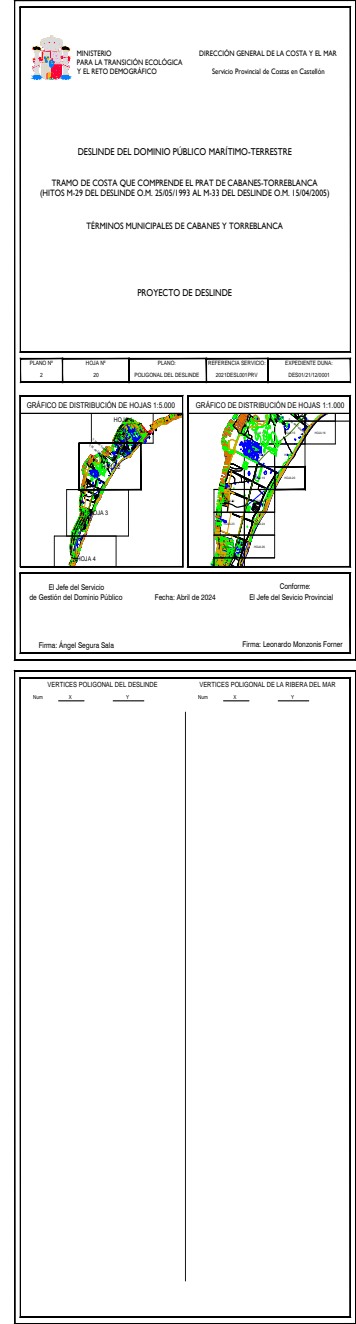 MINISTERIO
PARA LA TRANSICIÓN ECOLÓGICA
Y EL RETO DEMOGRÁFICO
DIRECCIÓN GENERAL DE LA COSTA Y EL MAR
Servicio Provincial de Costas en Castellón
DESLINDE DEL DOMINIO PÚBLICO MARÍTIMO-TERRESTRE
TRAMO DE COSTA QUE COMPRENDE EL PRAT DE CABANES-TORREBLANCA
(HITOS M-29 DEL DESLINDE O.M. 25/05/1993 AL M-33 DEL DESLINDE O.M. 15/04/2005)
TÉRMINOS MUNICIPALES DE CABANES Y TORREBLANCA
PROYECTO DE DESLINDE
PLANO Nº HOJA Nº PLANO: REFERENCIA SERVICIO: EXPEDIENTE DUNA:
2 20 POLIGONAL DEL DESLINDE 2021DESL001PRV DES01/21/12/0001
GRÁFICO DE DISTRIBUCIÓN DE HOJAS 1:5.000
GRÁFICO DE DISTRIBUCIÓN DE HOJAS 1:1.000
HOJA 3
HOJA 4
El Jefe del Servicio
de Gestión del Dominio Público
Fecha: Abril de 2024
Conforme:
El Jefe del Sevicio Provincial
Firma: Ángel Segura Sala
Firma: Leonardo Monzonis Forner
VERTICES POLIGONAL DEL DESLINDE
Num X Y
VERTICES POLIGONAL DE LA RIBERA DEL MAR
Num X Y